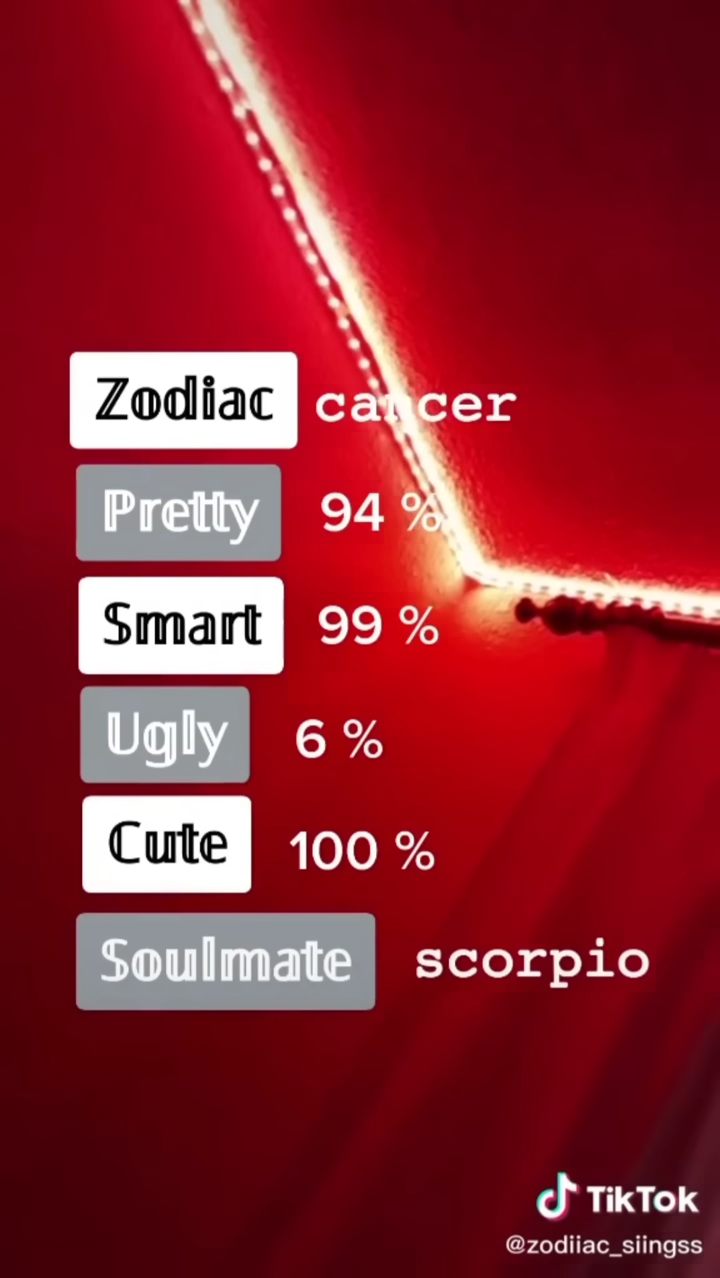 Zodiac cancer
Pretty 94 %
Smart 99 %
Ugly 6 %
Cute 100 %
Soulmate scorpio
TikTok
@zodiiac_siingss